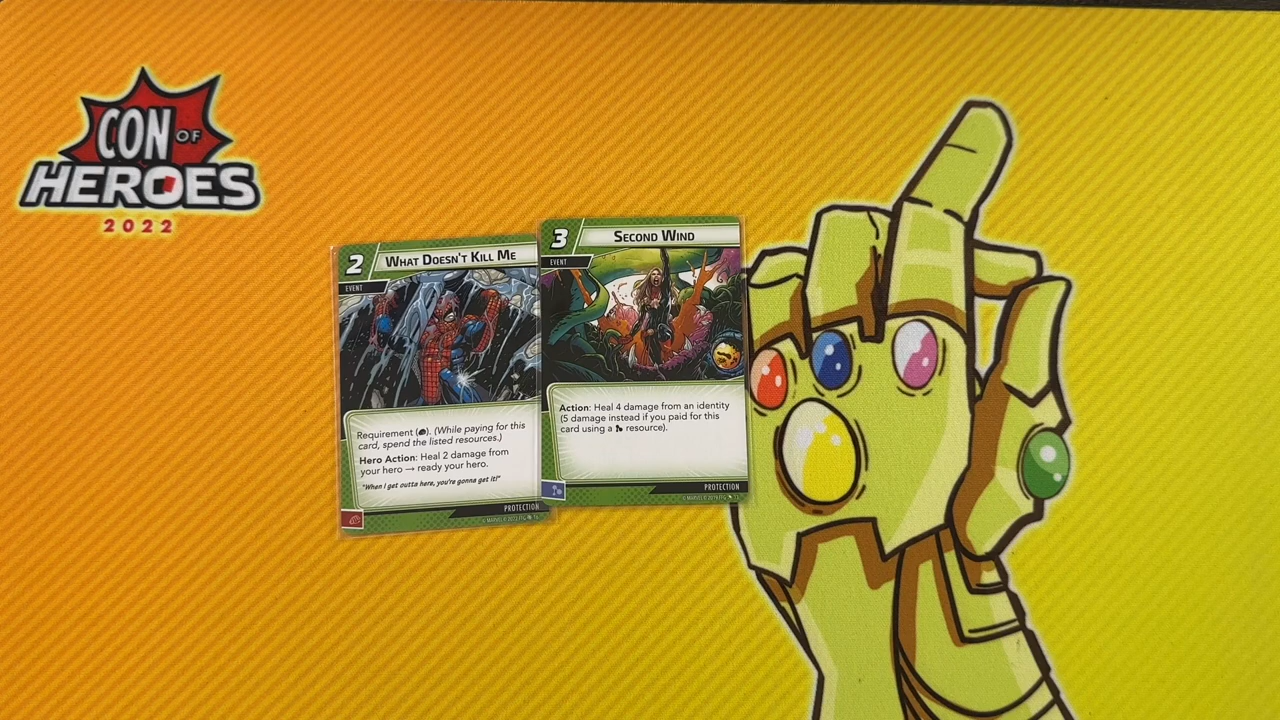 CON OF
HEROES
2022
2
WHAT DOESN'T KILL ME
EVENT
Requirement ( ). (While paying for this
card, spend the listed resources.)
Hero Action: Heal 2 damage from
your hero → ready your hero.
"When I get outta here, you're gonna get it!"
PROTECTION
3
SECOND WIND
EVENT
Action: Heal 4 damage from an identity
(5 damage instead if you paid for this
card using a resource).
PROTECTION